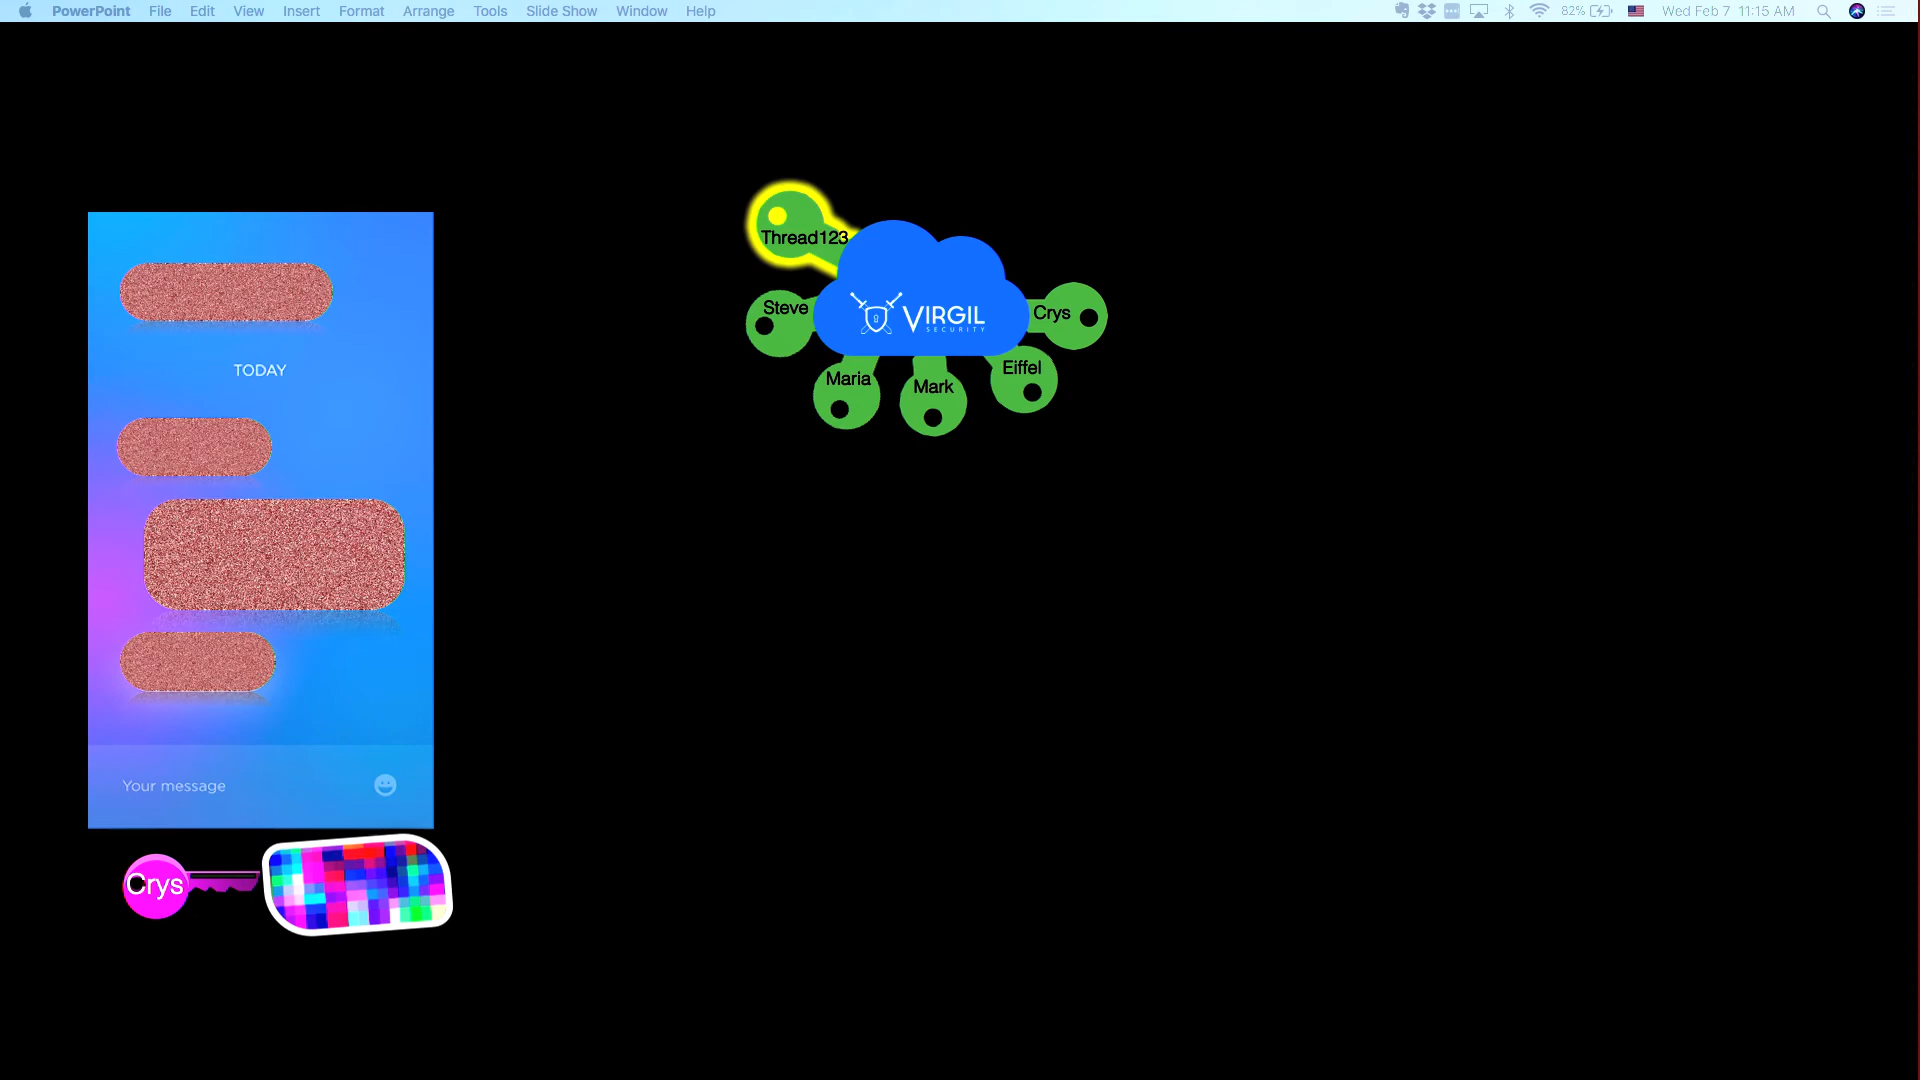 PowerPoint File Edit View Insert Format Arrange Tools Slide Show Window Help 82% Wed Feb 7 11:15 AM
Thread123
Steve
VIRGIL
SECURITY
Crys
Maria
Mark
Eiffel
TODAY
Your message
Crys